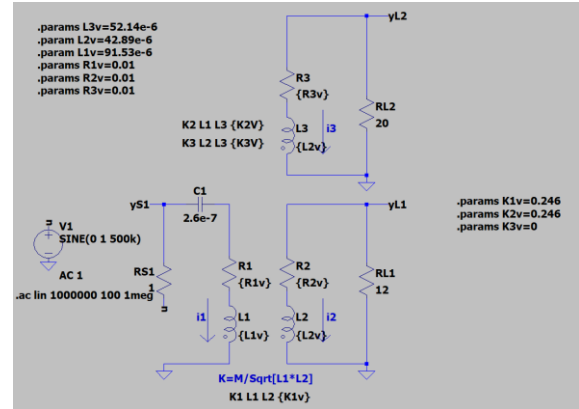 .params L3v=52.14e-6
.param L2v=42.89e-6
.param L1v=91.53e-6
.params R1v=0.01
.params R2v=0.01
.params R3v=0.01
yL2
R3
{R3v}
RL2
20
K2 L1 L3 {K2V}
K3 L2 L3 {K3V}
L3
{L2v}
i3
C1
yS1
2.6e-7
yL1
.params K1v=0.246
.params K2v=0.246
.params K3v=0
u
V1
SINE(0 1 500k)
AC 1
.ac lin 1000000 100 1meg
RS1
1
u
R1
{R1v}
i1
L1
{L1v}
R2
{R2v}
L2
{L2v}
i2
RL1
12
K=M/Sqrt[L1*L2]
K1 L1 L2 {K1v}